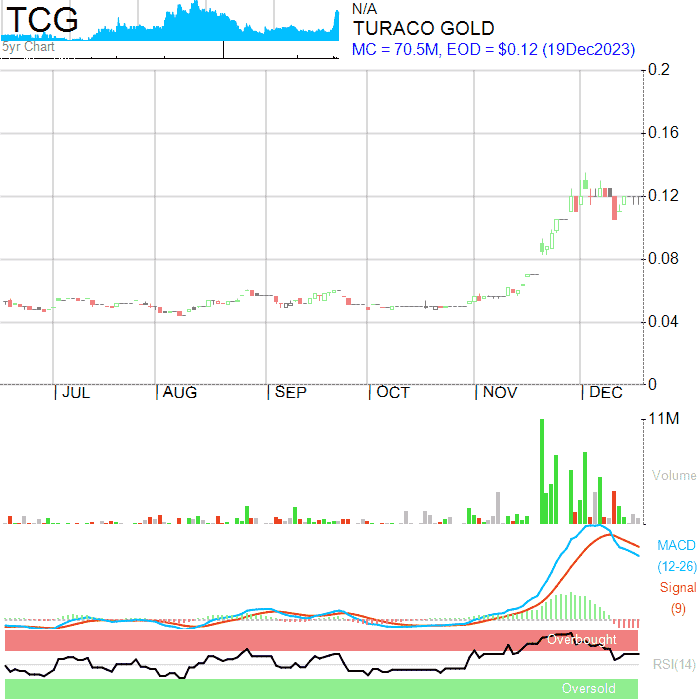 TCG
5yr Chart
N/A
TURACO GOLD
MC = 70.5M, EOD = $0.12 (19Dec2023)
0.2
0.16
0.12
0.08
0.04
0
JUL AUG SEP OCT NOV DEC
11M
Volume
MACD
(12-26)
Signal
(9)
Overbought
RSI(14)
Oversold